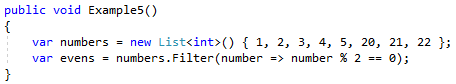 public void Example5()
{
    var numbers = new List<int>() { 1, 2, 3, 4, 5, 20, 21, 22 };
    var evens = numbers.Filter(number => number % 2 == 0);
}